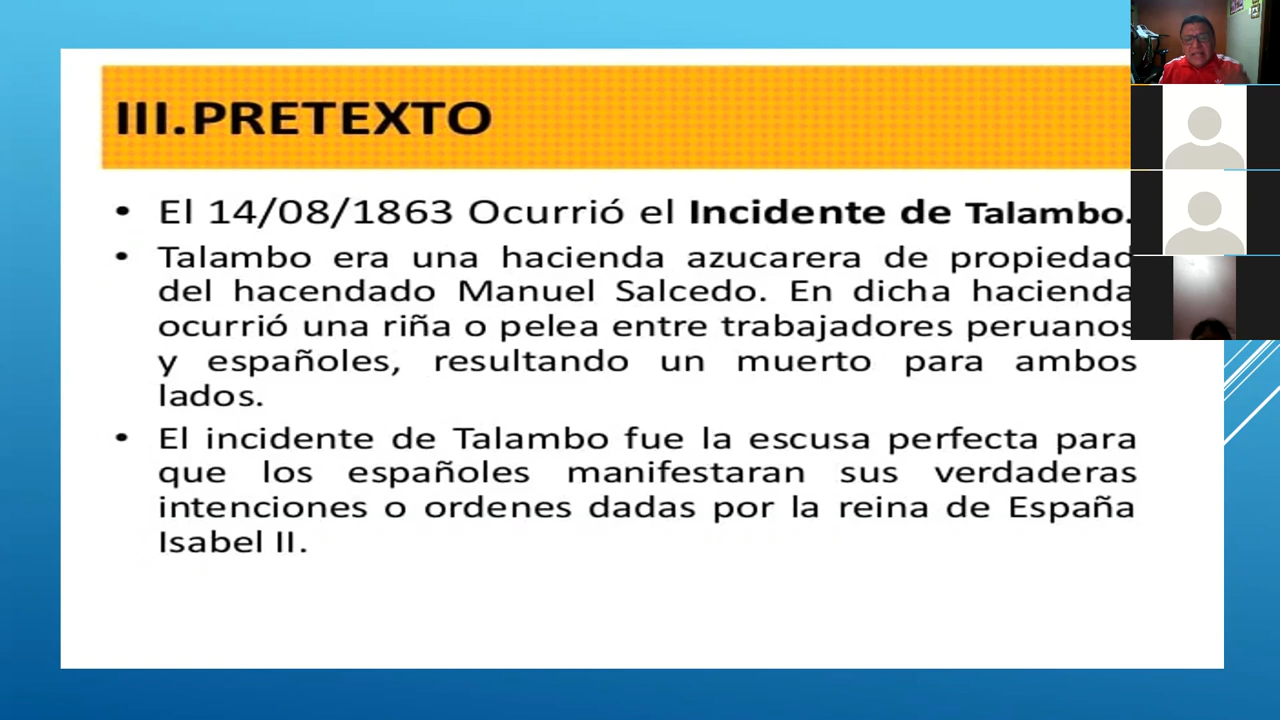 III.PRETEXTO
• El 14/08/1863 Ocurrió el Incidente de Talambo.
• Talambo era una hacienda azucarera de propiedad
del hacendado Manuel Salcedo. En dicha hacienda
ocurrió una riña o pelea entre trabajadores peruanos
y españoles, resultando un muerto para ambos
lados.
• El incidente de Talambo fue la escusa perfecta para
que los españoles manifestaran sus verdaderas
intenciones o ordenes dadas por la reina de España
Isabel II.